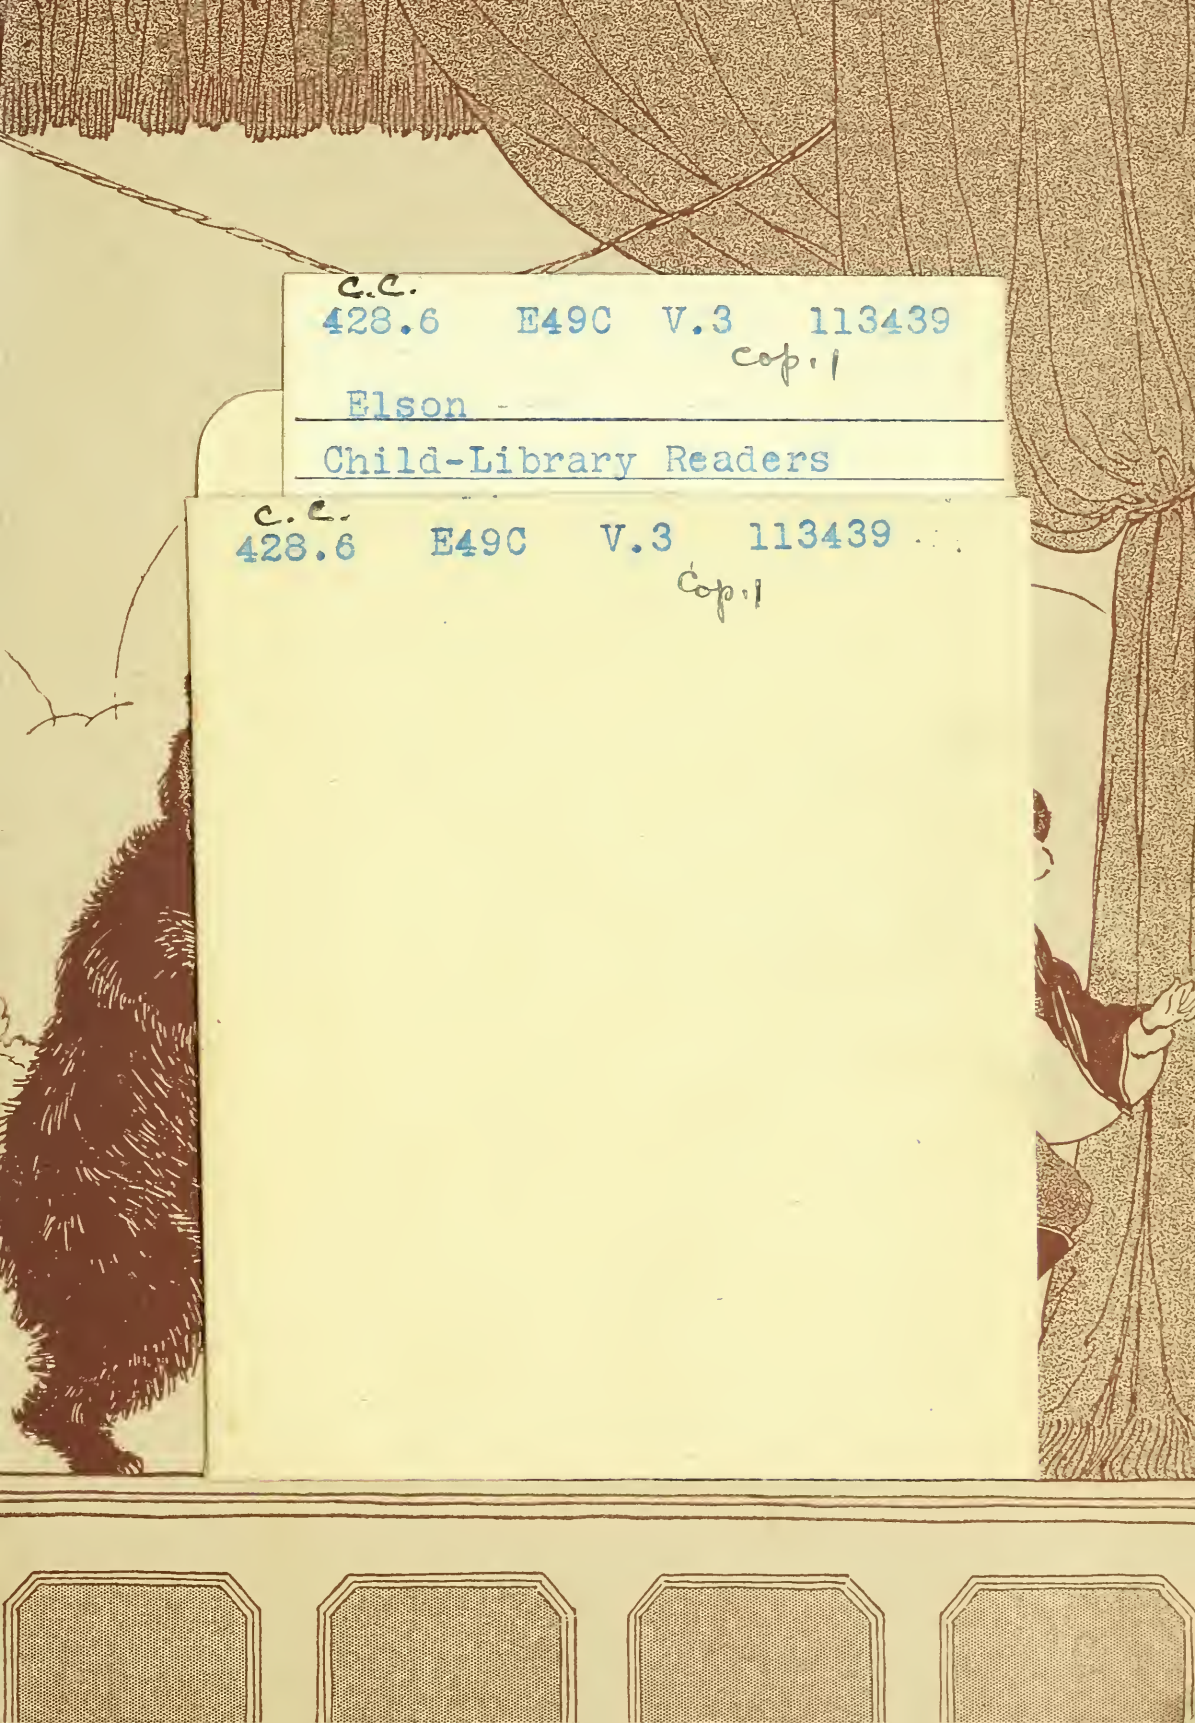 c.c.
428.6 E49C V.3 113439
cop.1
Elson
Child-Library Readers
c.c.
428.6 E49C V.3 113439
Cop.1